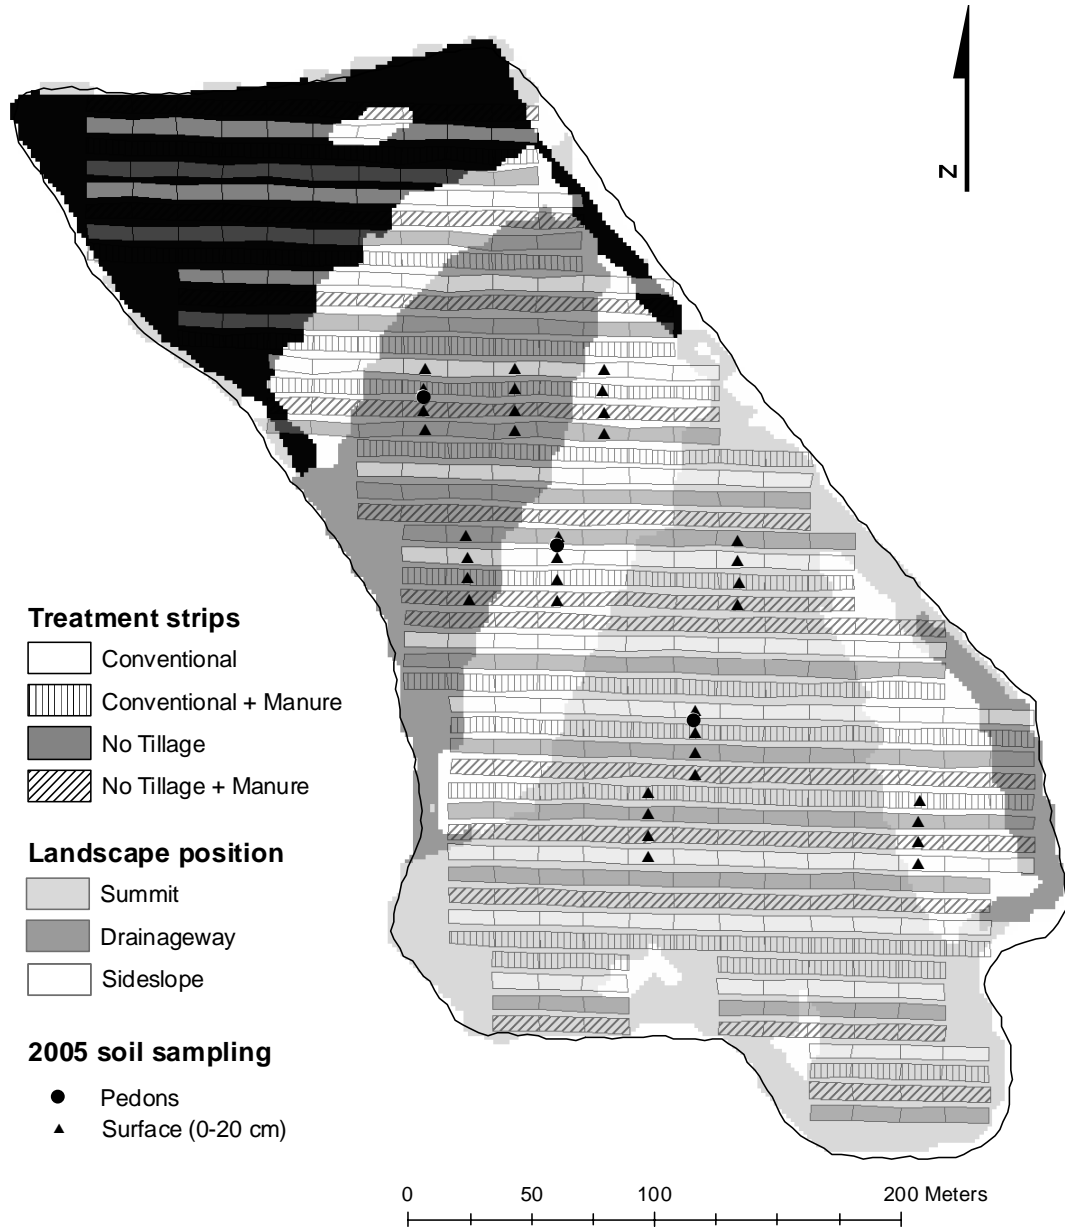 N
Treatment strips
Conventional
Conventional + Manure
No Tillage
No Tillage + Manure
Landscape position
Summit
Drainageway
Sideslope
2005 soil sampling
Pedons
Surface (0-20 cm)
0 50 100 200 Meters